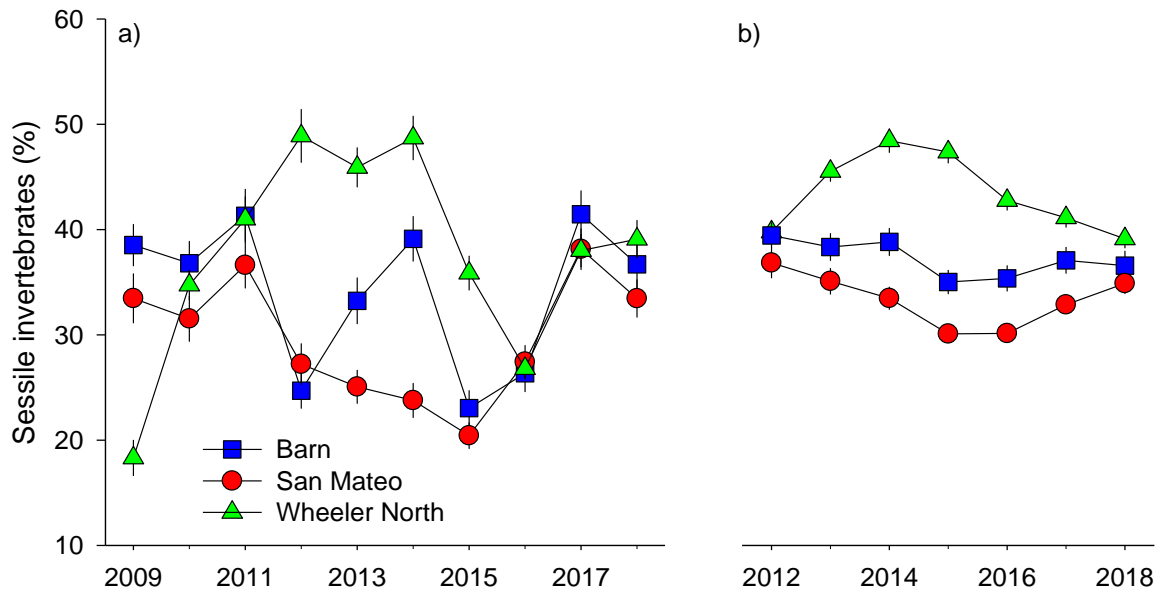 a)
b)
Sessile invertebrates (%)
60
50
40
30
20
10
Barn
San Mateo
Wheeler North
2009 2011 2013 2015 2017
2012 2014 2016 2018